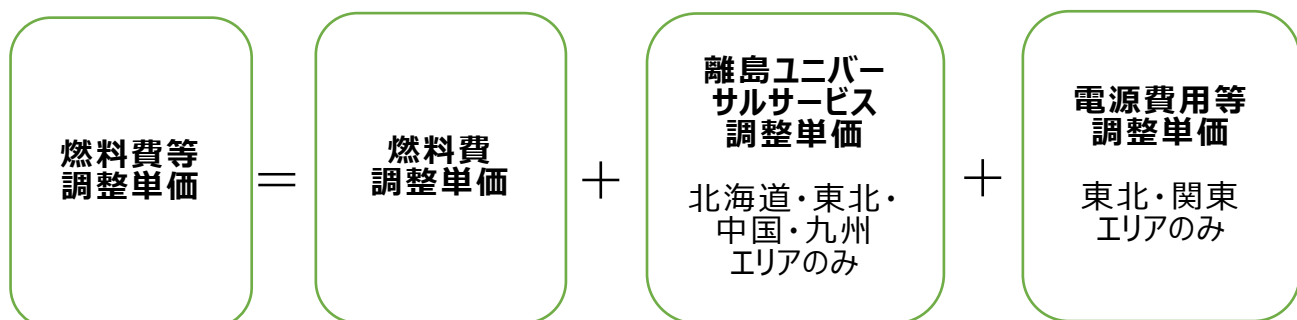 燃料費等
調整単価
＝
燃料費
調整単価
＋
離島ユニバー
サルサービス
調整単価
北海道・東北・
中国・九州
エリアのみ
＋
電源費用等
調整単価
東北・関東
エリアのみ